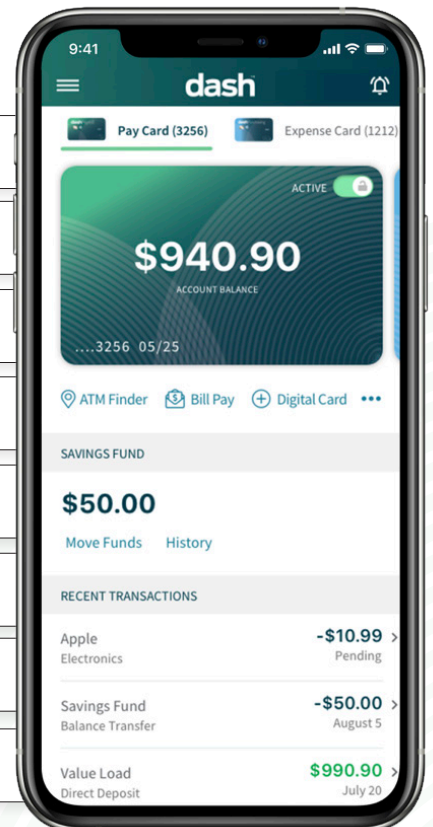 9:41
dash
Pay Card (3256) Expense Card (1212)
ACTIVE
$940.90
ACCOUNT BALANCE
....3256 05/25
ATM Finder Bill Pay Digital Card •••
SAVINGS FUND
$50.00
Move Funds History
RECENT TRANSACTIONS
Apple -$10.99 >
Electronics Pending
Savings Fund -$50.00 >
Balance Transfer August 5
Value Load $990.90 >
Direct Deposit July 20